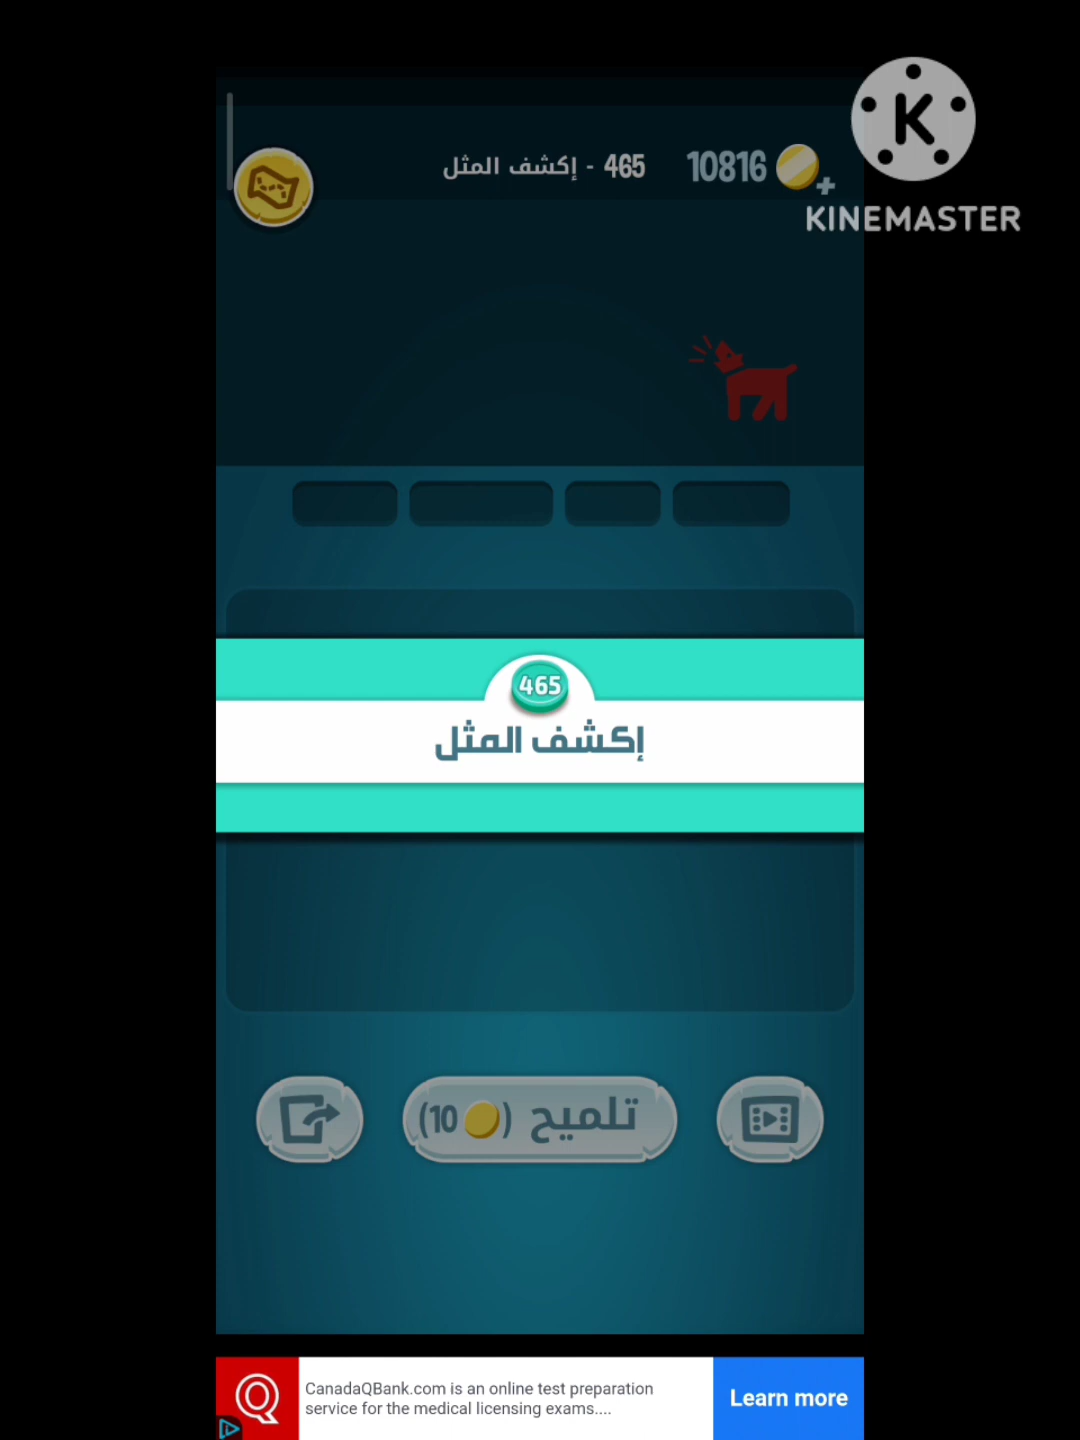 465 - إكشف المثل
10816
K
KINEMASTER
465
إكشف المثل
تلميح (10)
CanadaQBank.com is an online test preparation
service for the medical licensing exams....
Learn more